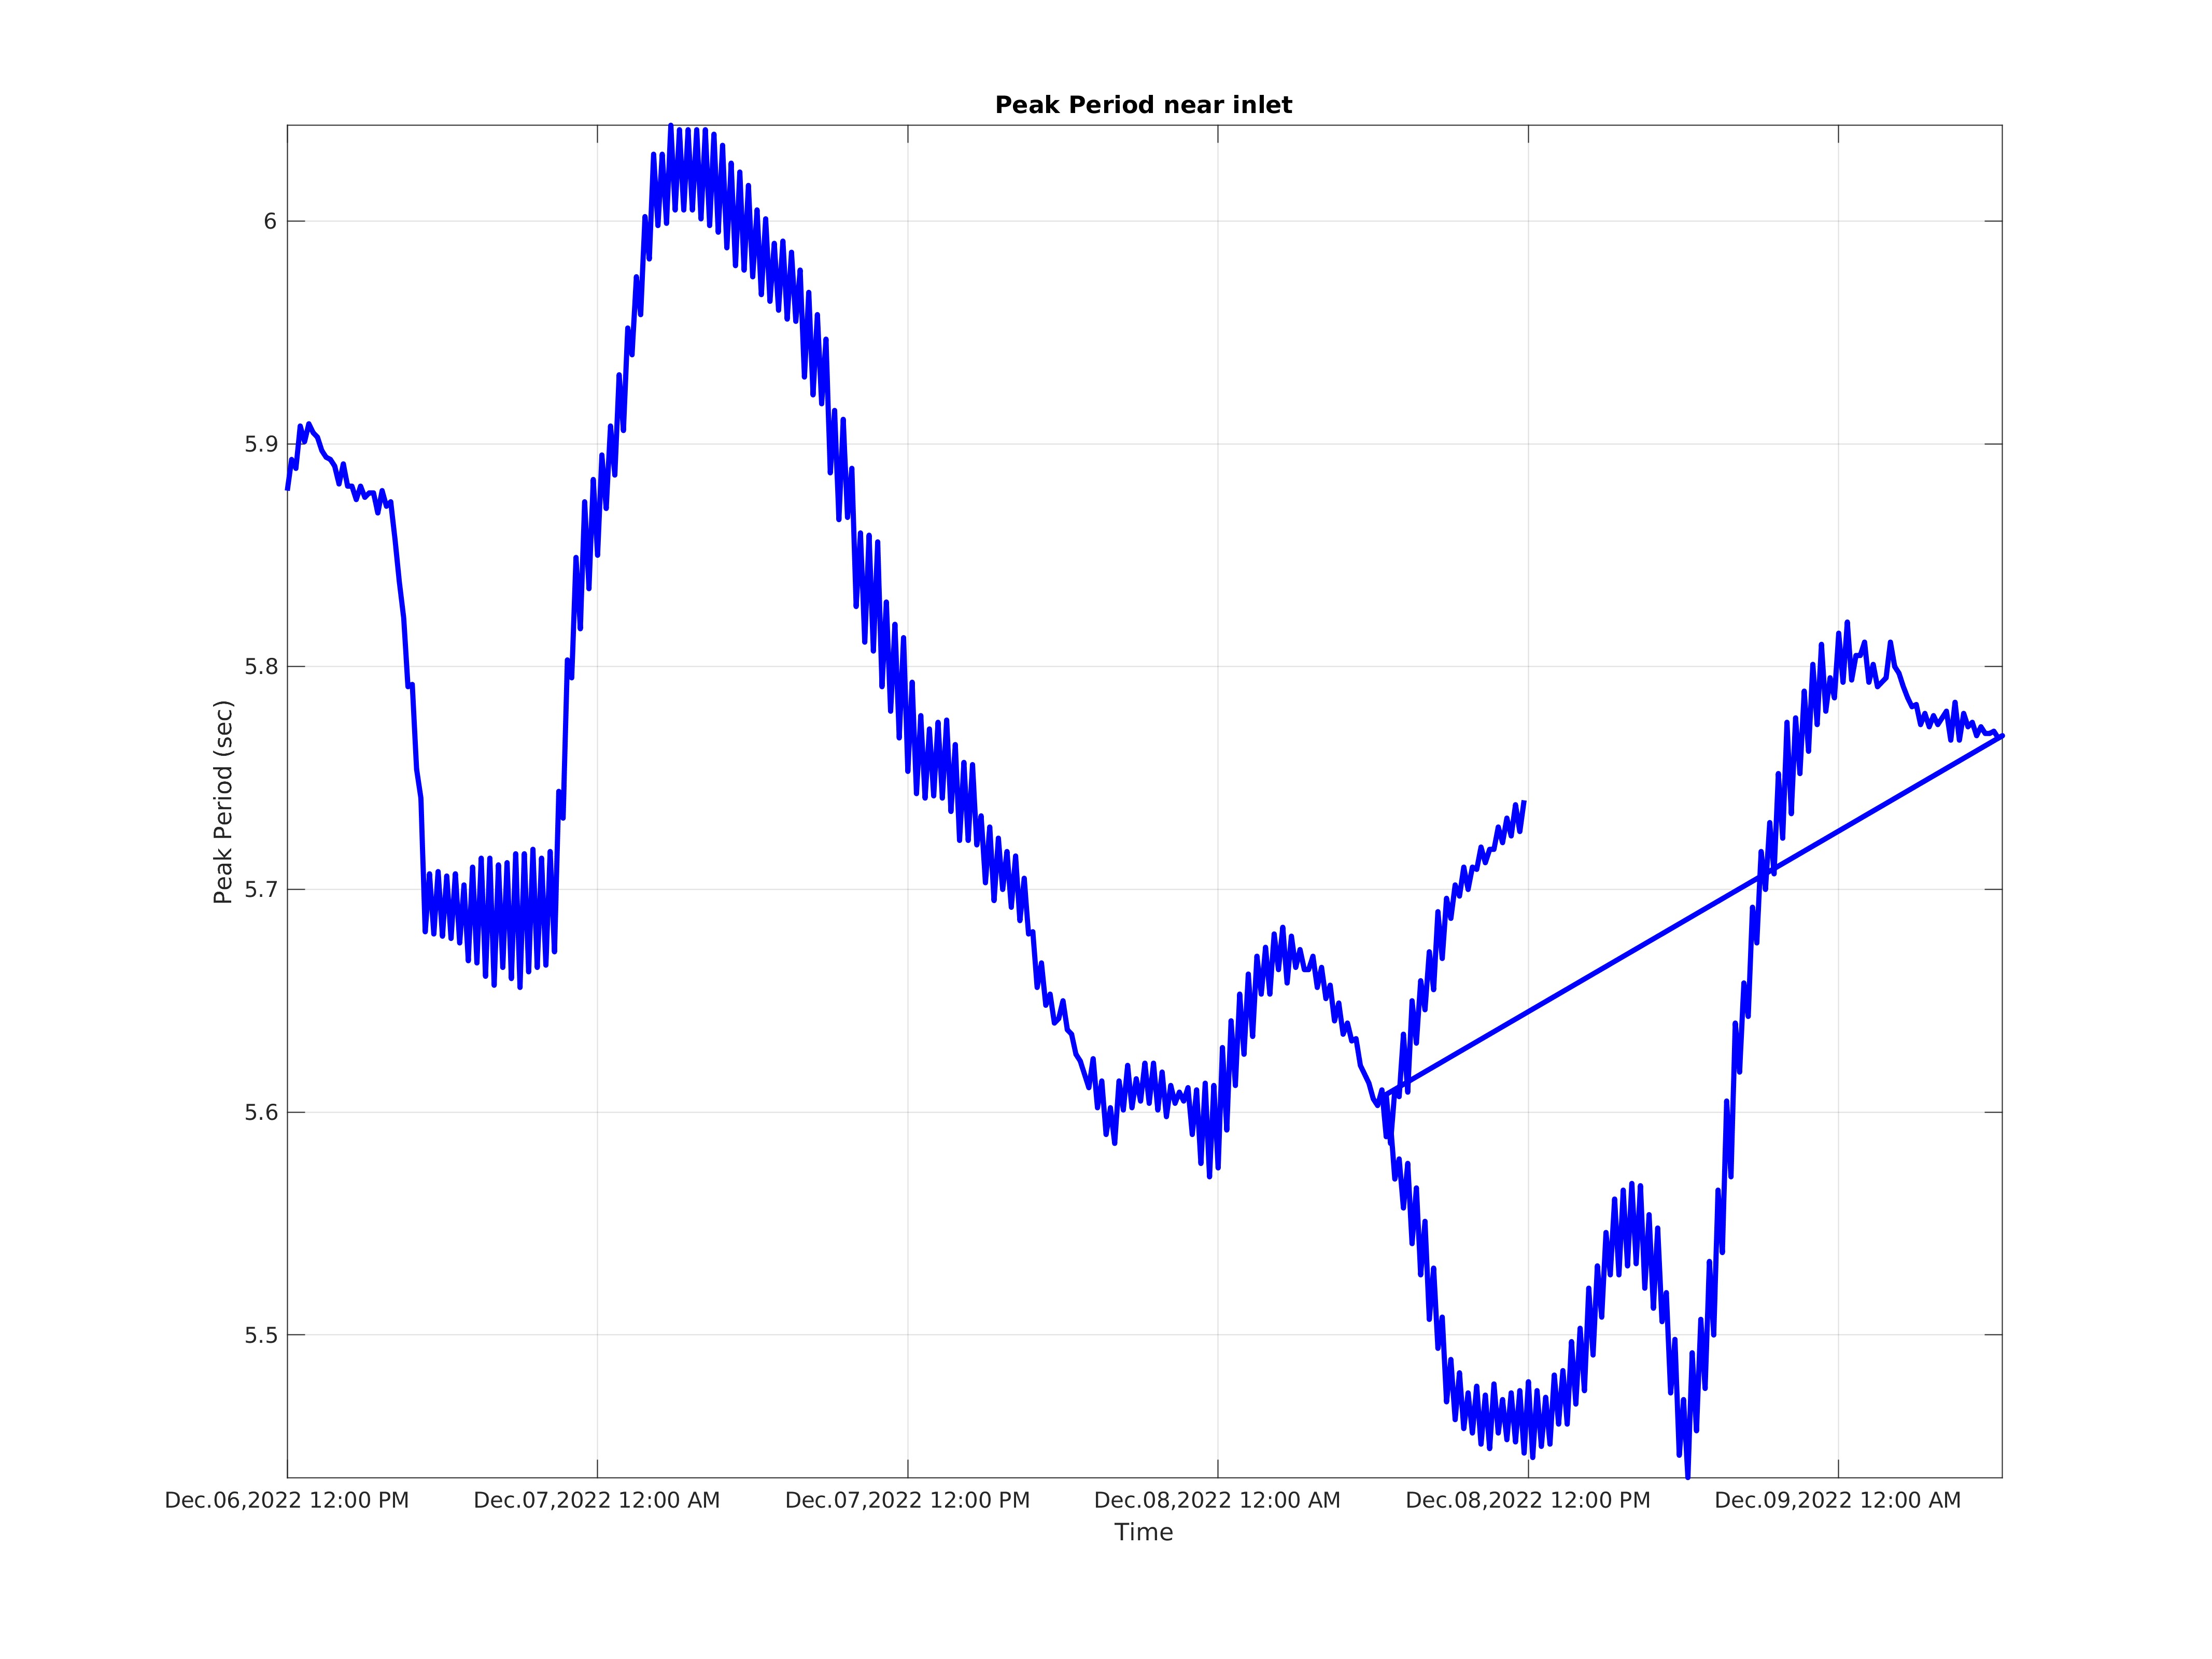 Peak Period near inlet
6
5.9
5.8
5.7
5.6
5.5
Peak Period (sec)
Dec.06,2022 12:00 PM
Dec.07,2022 12:00 AM
Dec.07,2022 12:00 PM
Dec.08,2022 12:00 AM
Dec.08,2022 12:00 PM
Dec.09,2022 12:00 AM
Time